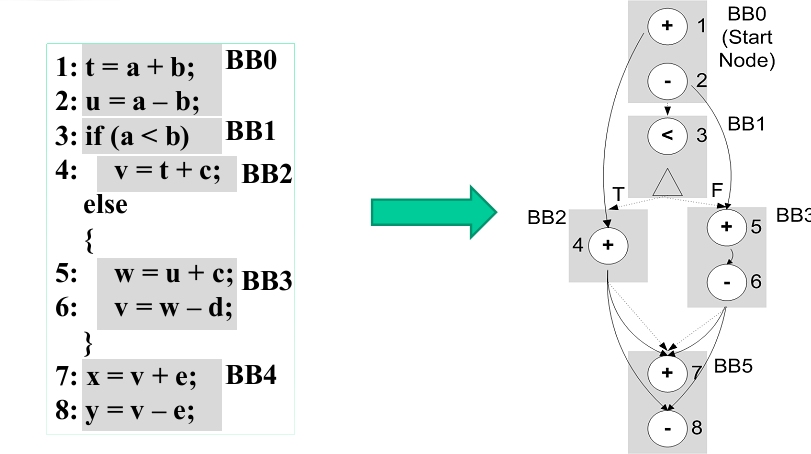 1: t = a + b; BB0
2: u = a – b;
3: if (a < b) BB1
4: v = t + c; BB2
else
{
5: w = u + c; BB3
6: v = w – d;
}
7: x = v + e; BB4
8: y = v – e;
+ 1 BB0
(Start
Node)
- 2
< 3 BB1
T F
BB2 BB3
4 + + 5
- 6
+ 7 BB5
- 8